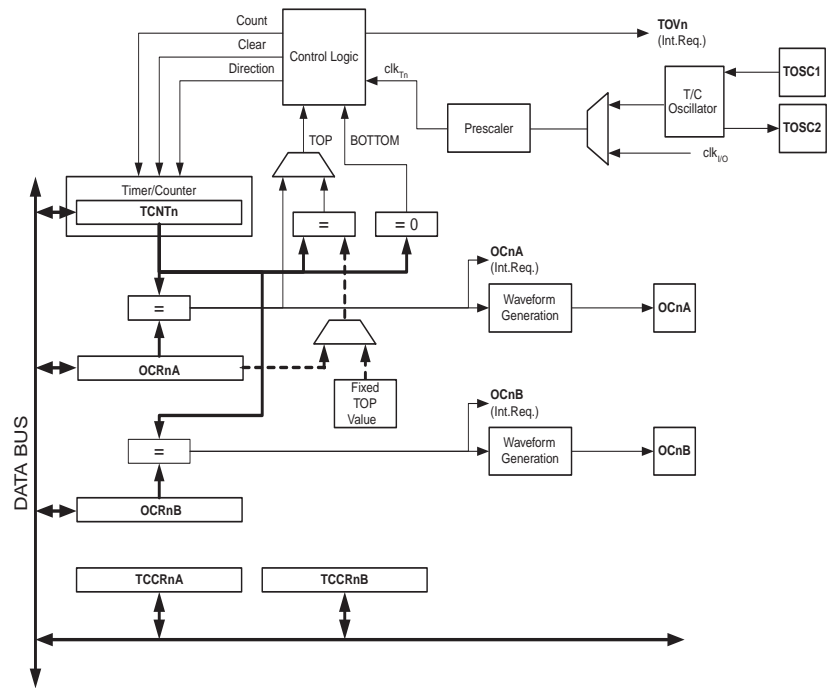 Count
Clear
Direction
Control Logic
TOVn
(Int.Req.)
clkTn
TOSC1
T/C
Oscillator
TOSC2
Prescaler
clkI/O
TOP
BOTTOM
Timer/Counter
TCNTn
=
= 0
OCnA
(Int.Req.)
=
Waveform
Generation
OCnA
OCRnA
Fixed
TOP
Value
OCnB
(Int.Req.)
=
Waveform
Generation
OCnB
OCRnB
DATA BUS
TCCRnA
TCCRnB